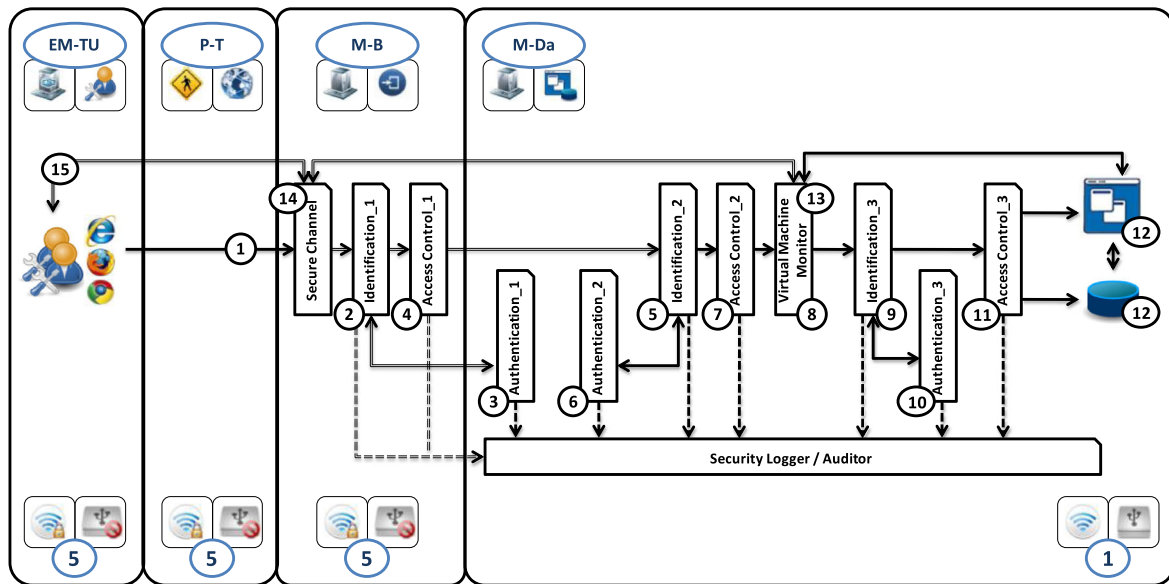 EM-TU
P-T
M-B
M-Da
15
14
13
12
12
1
Secure Channel
Identification_1
Access Control_1
Identification_2
Access Control_2
Virtual Machine
Monitor
Identification_3
Access Control_3
2
4
5
7
8
9
11
Authentication_1
Authentication_2
Authentication_3
3
6
10
Security Logger / Auditor
5
5
5
1